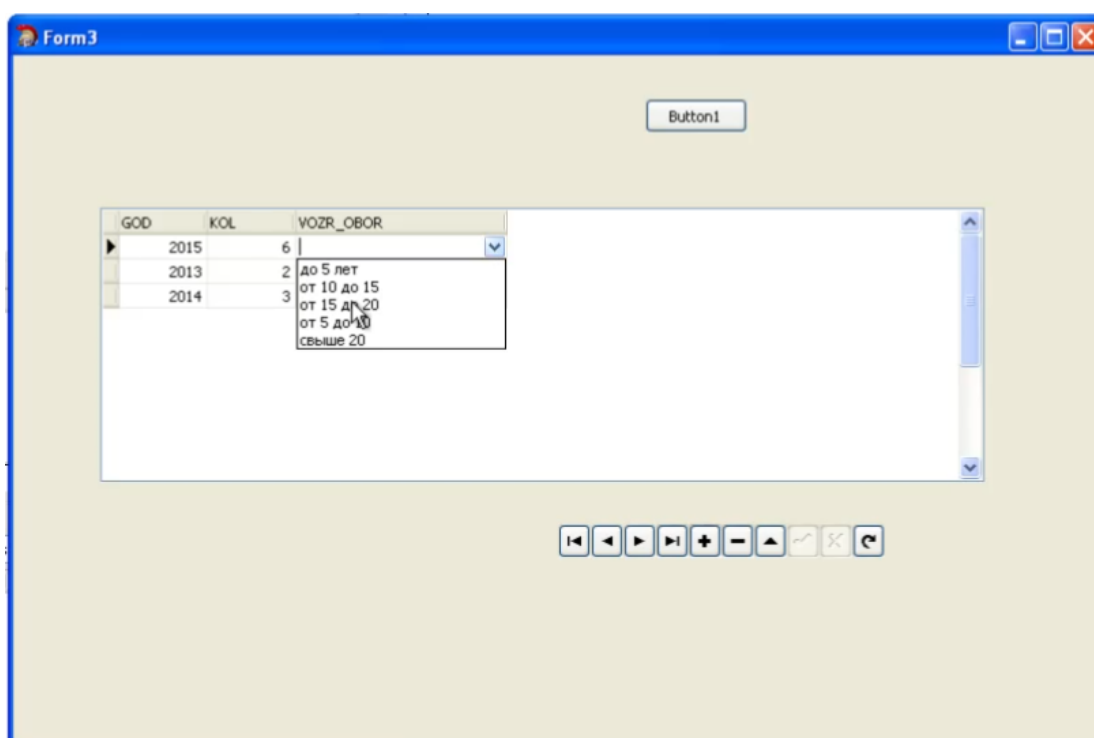 Form3
Button1
GOD KOL VOZR_OBOR
2015 6
2013 2 до 5 лет
от 10 до 15
2014 3 от 15 до 20
от 5 до 10
свыше 20